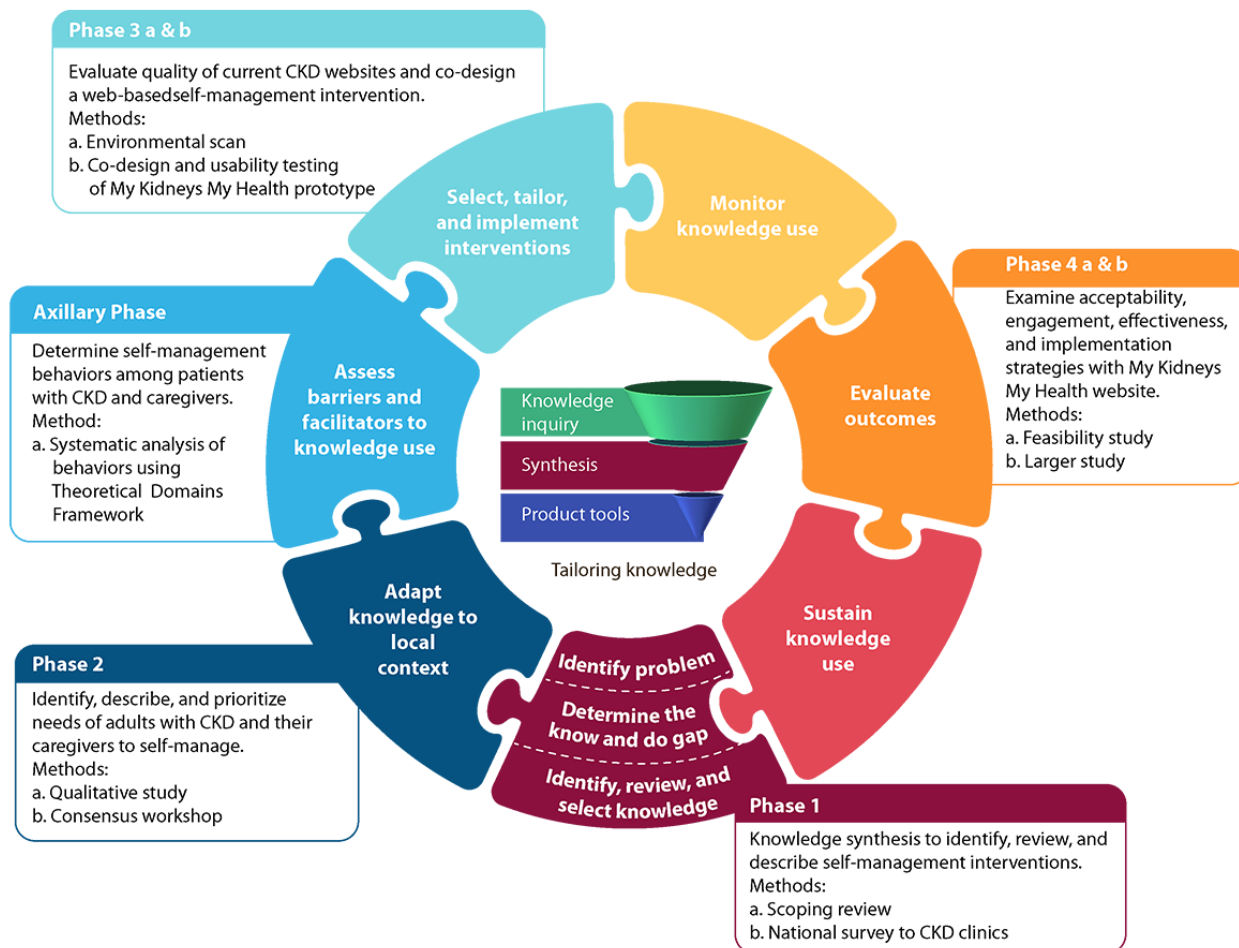 Phase 3 a & b
Evaluate quality of current CKD websites and co-design
a web-basedself-management intervention.
Methods:
a. Environmental scan
b. Co-design and usability testing
of My Kidneys My Health prototype
Select, tailor,
and implement
interventions
Monitor
knowledge use
Phase 4 a & b
Examine acceptability,
engagement, effectiveness,
and implementation
strategies with My Kidneys
My Health website.
Methods:
a. Feasibility study
b. Larger study
Evaluate
outcomes
Axillary Phase
Determine self-management
behaviors among patients
with CKD and caregivers.
Method:
a. Systematic analysis of
behaviors using
Theoretical Domains
Framework
Assess
barriers and
facilitators to
knowledge use
Knowledge
inquiry
Synthesis
Product tools
Tailoring knowledge
Adapt
knowledge to
local
context
Sustain
knowledge
use
Phase 2
Identify, describe, and prioritize
needs of adults with CKD and their
caregivers to self-manage.
Methods:
a. Qualitative study
b. Consensus workshop
Identify problem
Determine the
know and do gap
Identify, review, and
select knowledge
Phase 1
Knowledge synthesis to identify, review, and
describe self-management interventions.
Methods:
a. Scoping review
b. National survey to CKD clinics